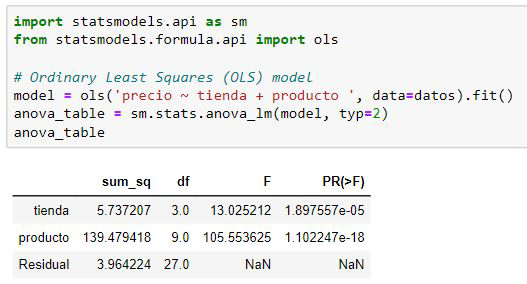 import statsmodels.api as sm
from statsmodels.formula.api import ols
# Ordinary Least Squares (OLS) model
model = ols('precio ~ tienda + producto ', data=datos).fit()
anova_table = sm.stats.anova_lm(model, typ=2)
anova_table
sum_sq df F PR(>F)
tienda 5.737207 3.0 13.025212 1.897557e-05
producto 139.479418 9.0 105.553625 1.102247e-18
Residual 3.964224 27.0 NaN NaN